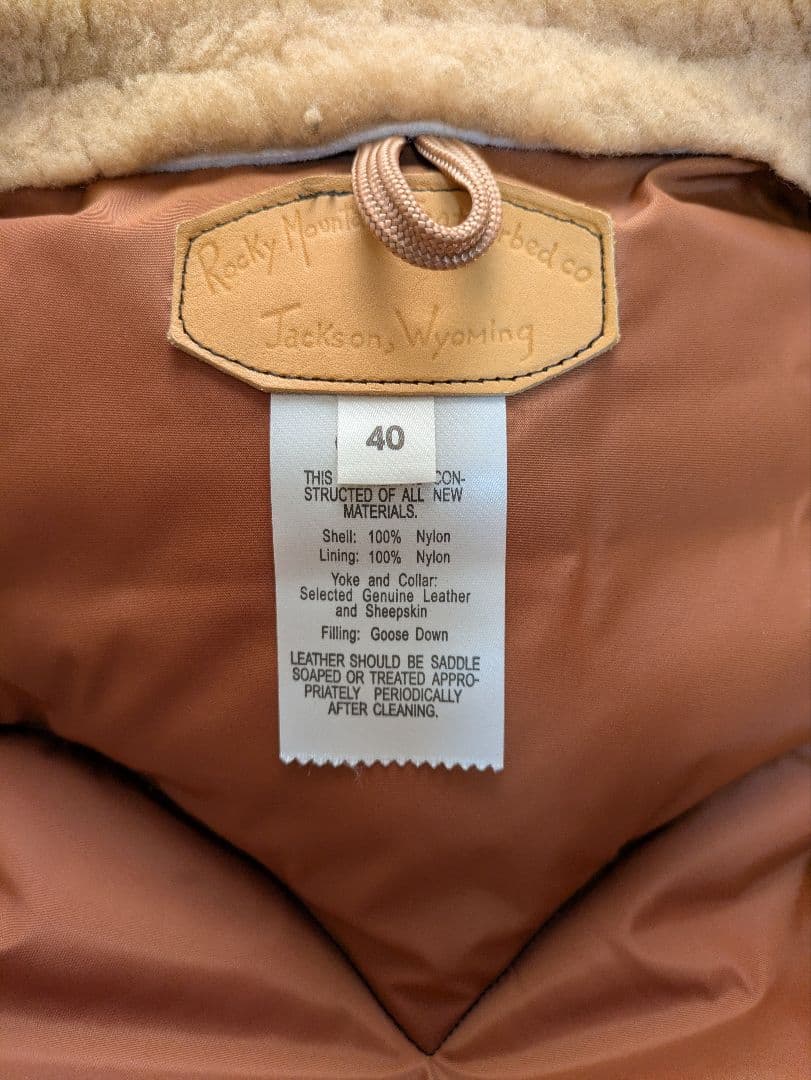 Rocky Mount rbed co
Jackson, Wyoming
40
THIS CON-
STRUCTED OF ALL NEW
MATERIALS.
Shell: 100% Nylon
Lining: 100% Nylon
Yoke and Collar:
Selected Genuine Leather
and Sheepskin
Filling: Goose Down
LEATHER SHOULD BE SADDLE
SOAPED OR TREATED APPRO-
PRIATELY PERIODICALLY
AFTER CLEANING.